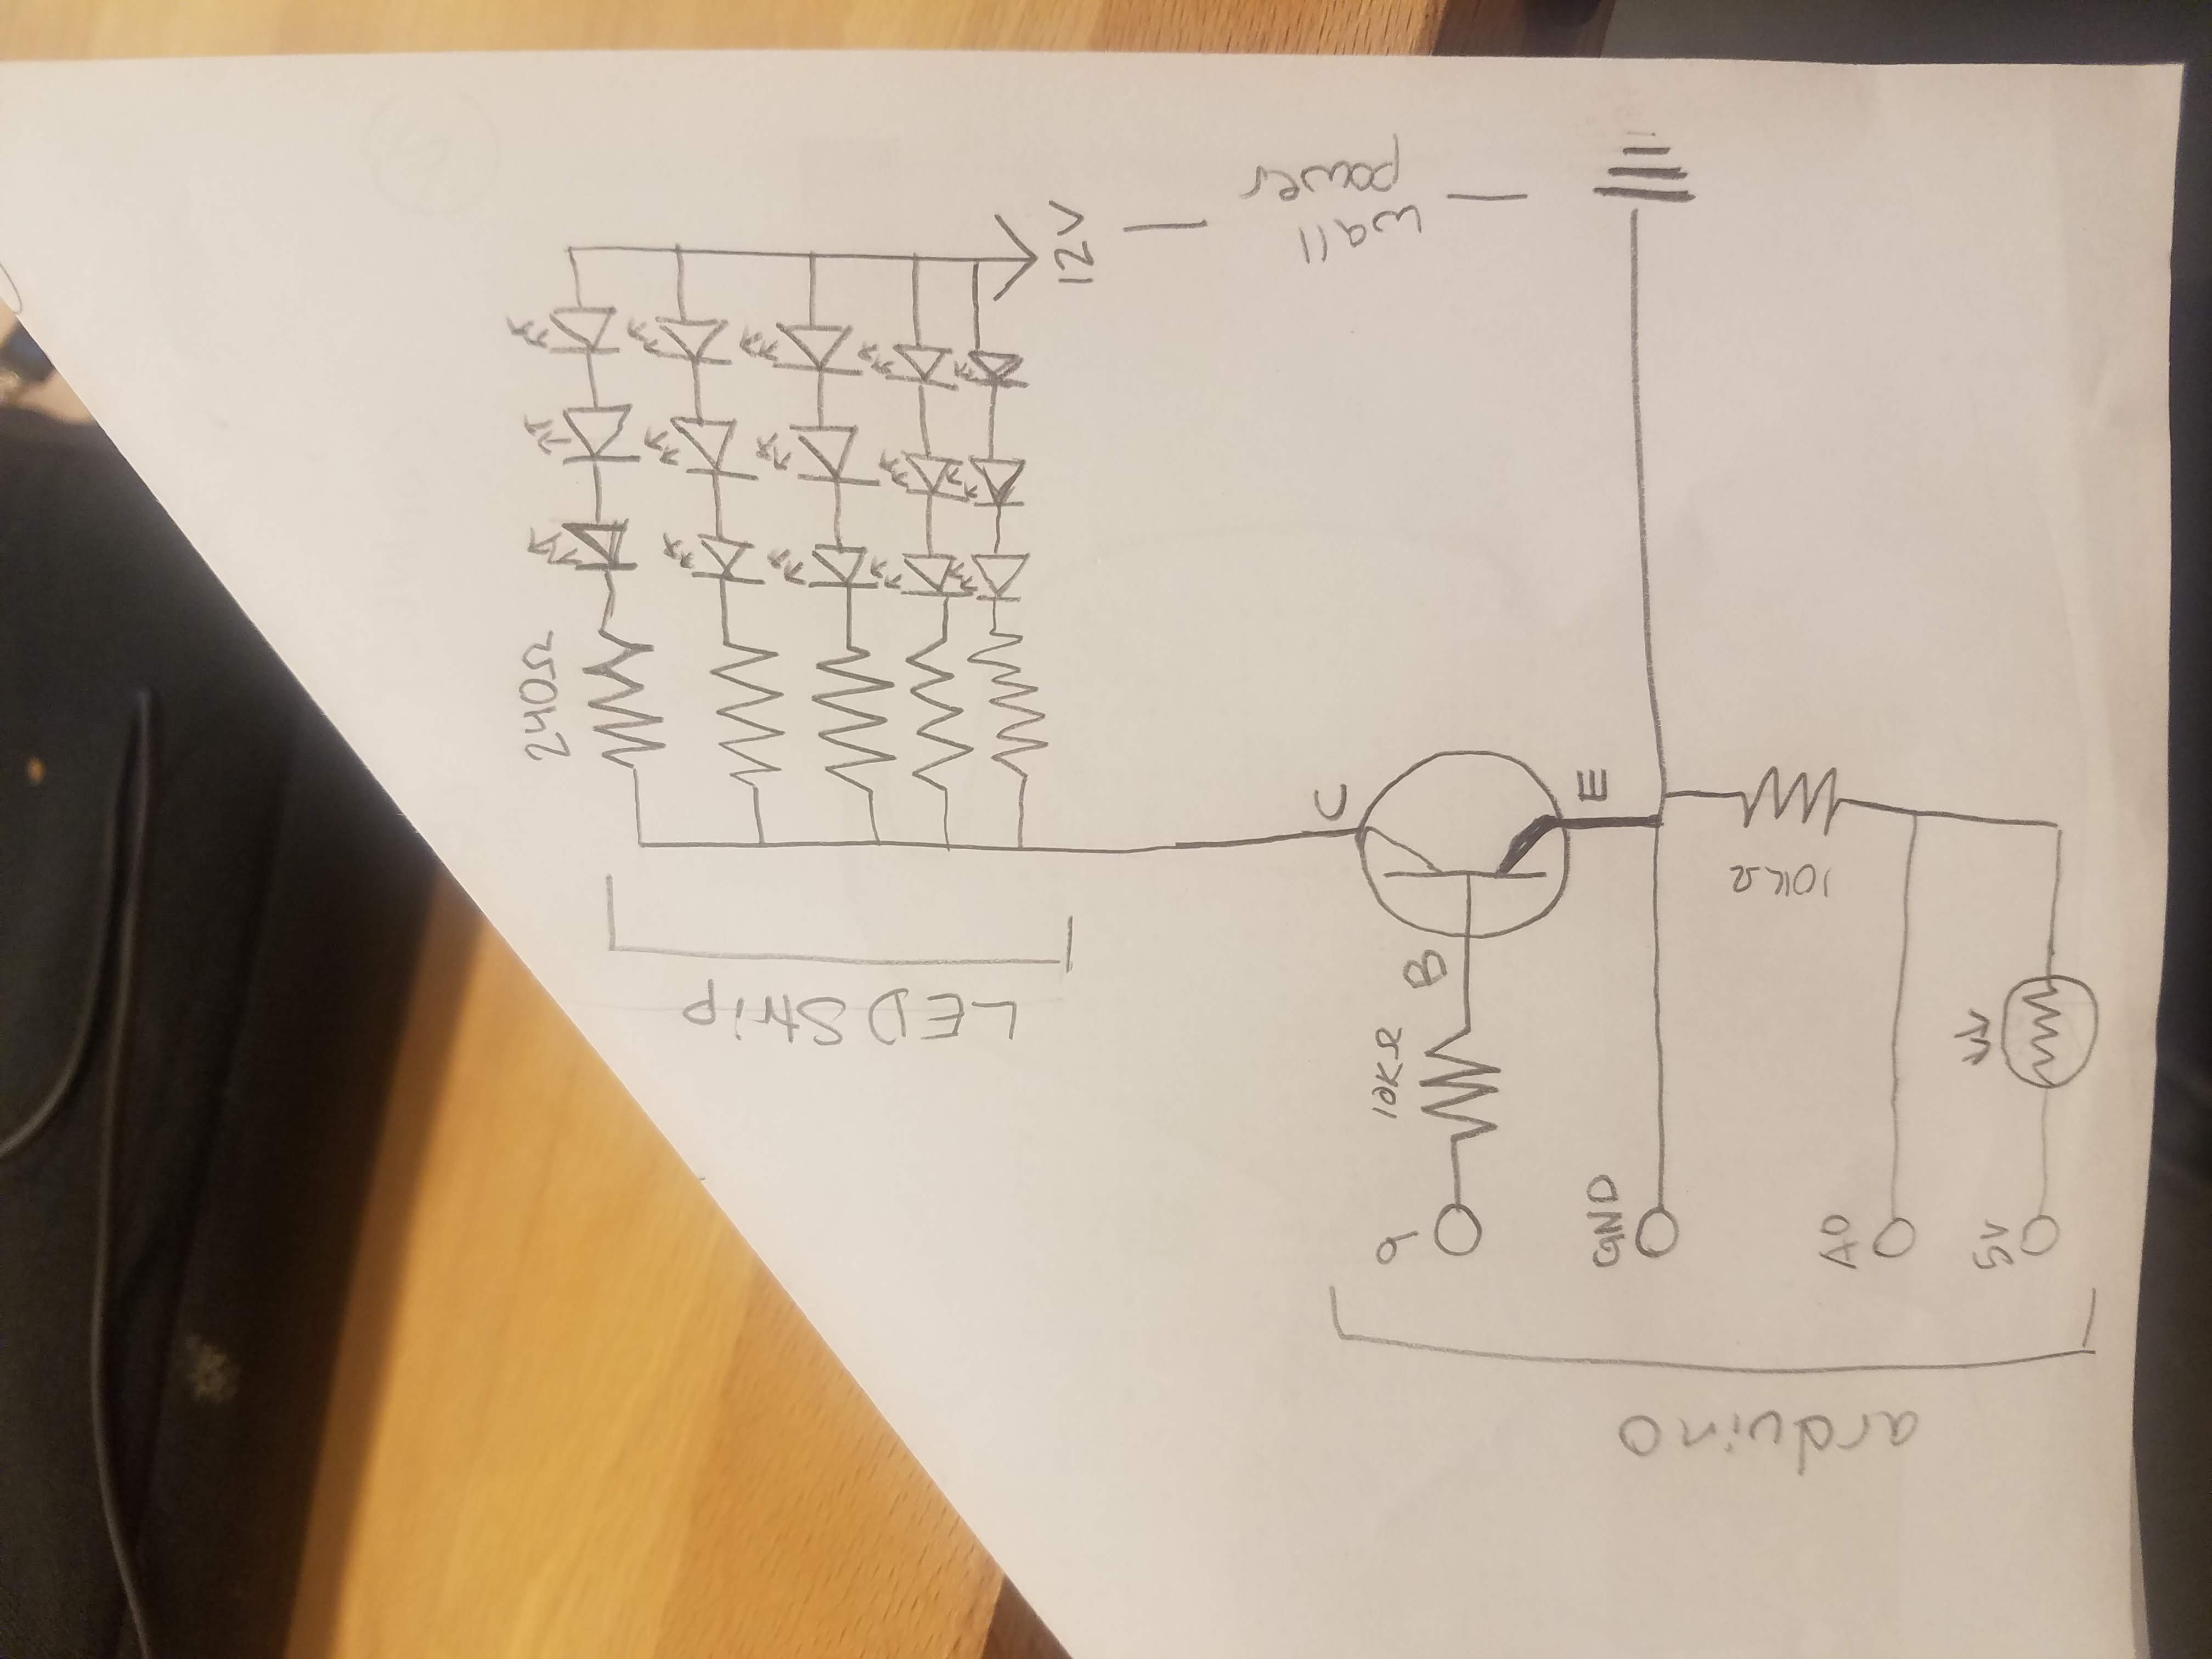 arduino
5V
A0
GND
9
10KΩ
10KΩ
B
E
C
LED Strip
240Ω
12V
wall
power